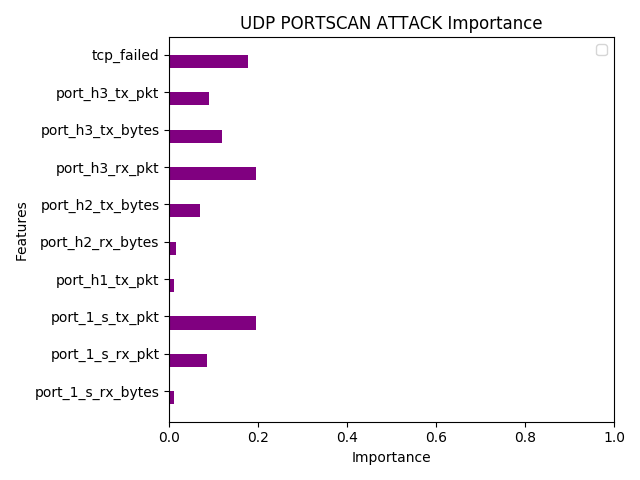 UDP PORTSCAN ATTACK Importance
tcp_failed
port_h3_tx_pkt
port_h3_tx_bytes
port_h3_rx_pkt
port_h2_tx_bytes
port_h2_rx_bytes
port_h1_tx_pkt
port_1_s_tx_pkt
port_1_s_rx_pkt
port_1_s_rx_bytes
Features
0.0 0.2 0.4 0.6 0.8 1.0
Importance